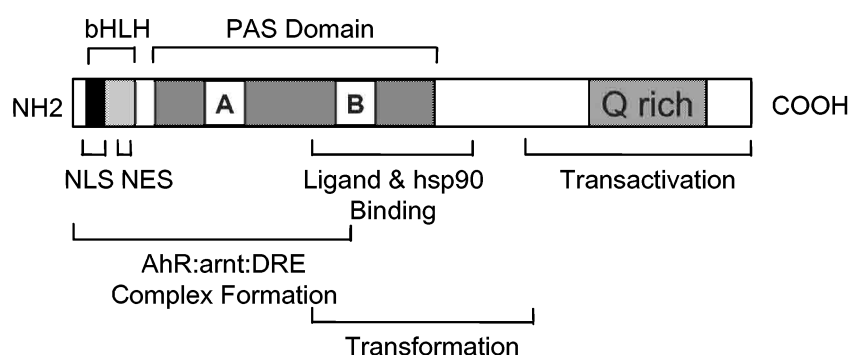 bHLH PAS Domain
NH2 A B Q rich COOH
NLS NES Ligand & hsp90 Transactivation
Binding
AhR:arnt:DRE
Complex Formation
Transformation